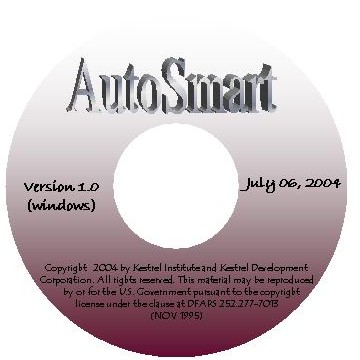 AutoSmart
Version 1.0
(windows)
July 06, 2004
Copyright 2004 by Kestrel Institute and Kestrel Development
Corporation. All rights reserved. This material may be reproduced
by or for the U.S. Government pursuant to the copyright
license under the clause at DFARS 252.277-7013
(NOV 1995)